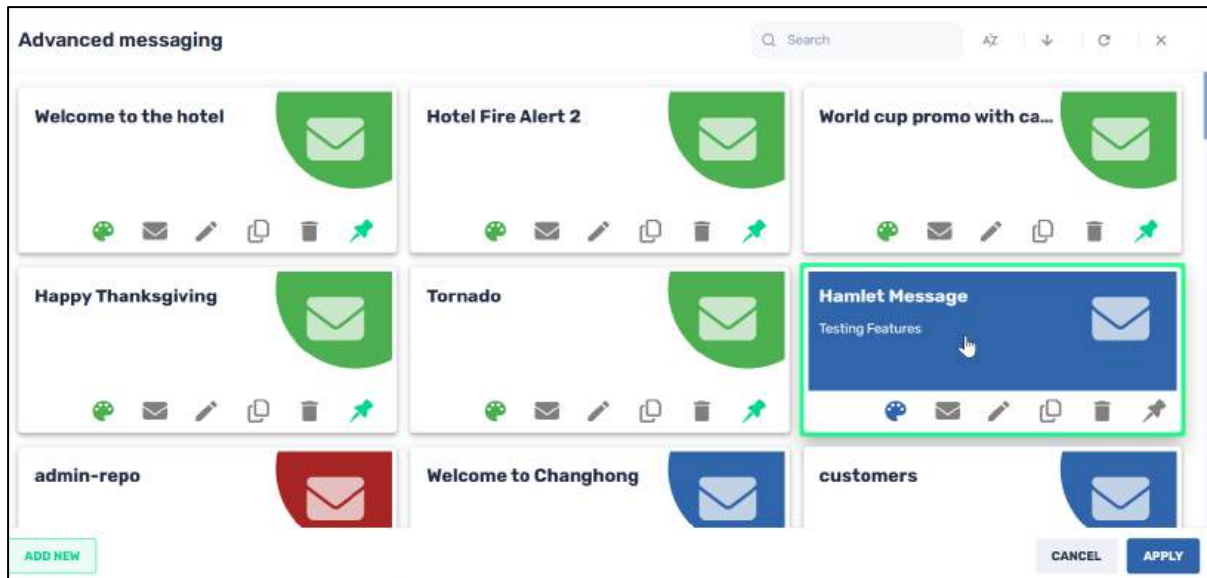 Advanced messaging
Search
AZ
Welcome to the hotel
Hotel Fire Alert 2
World cup promo with ca...
Happy Thanksgiving
Tornado
Hamlet Message
Testing Features
admin-repo
Welcome to Changhong
customers
ADD NEW
CANCEL
APPLY